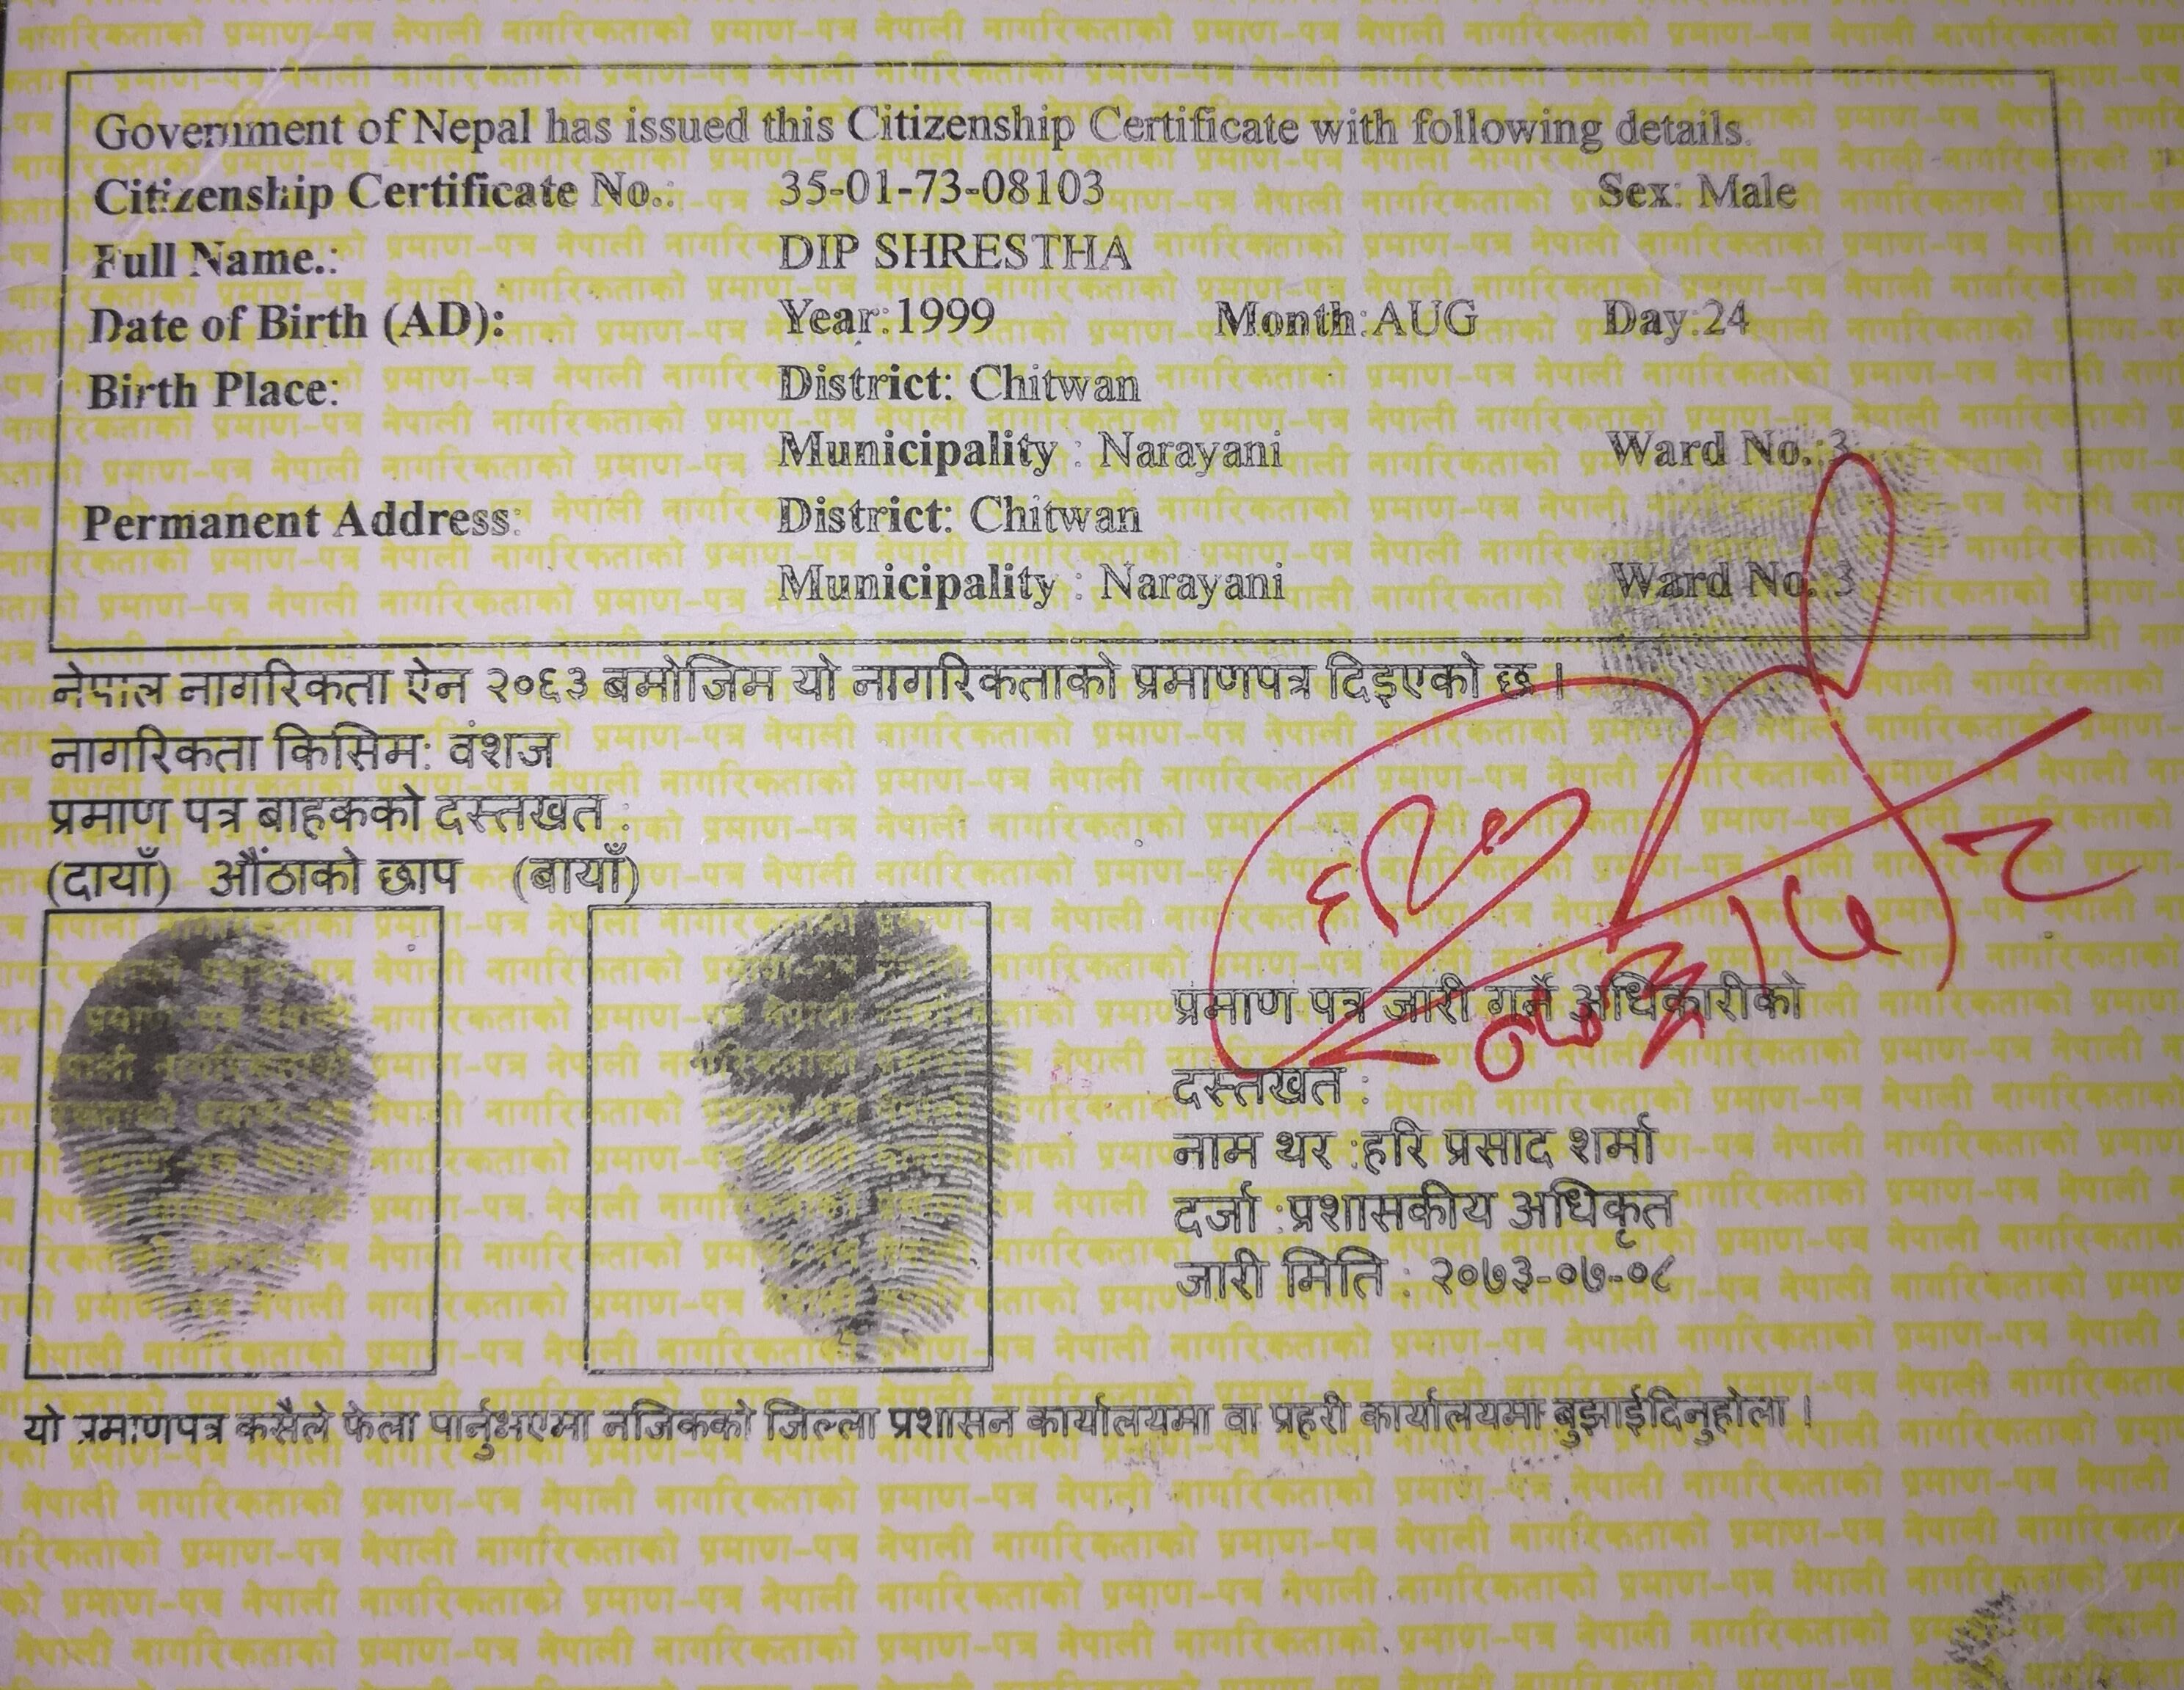 Government of Nepal has issued this Citizenship Certificate with following details.
Citizenship Certificate No.: 35-01-73-08103 Sex: Male
Full Name.: DIP SHRESTHA
Date of Birth (AD): Year:1999 Month:AUG Day:24
Birth Place: District: Chitwan
Municipality : Narayani Ward No.:3
Permanent Address: District: Chitwan
Municipality : Narayani Ward No.:3
नेपाल नागरिकता ऐन २०६३ बमोजिम यो नागरिकताको प्रमाणपत्र दिइएको छ ।
नागरिकता किसिम: वंशज
प्रमाण पत्र बाहकको दस्तखत :
(दायाँ) औंठाको छाप (बायाँ)
प्रमाण पत्र जारी गर्ने अधिकारीको
दस्तखत :
नाम थर :हरि प्रसाद शर्मा
दर्जा :प्रशासकीय अधिकृत
जारी मिति : २०७३-०७-०८
यो प्रमाणपत्र कसैले फेला पार्नुभएमा नजिकको जिल्ला प्रशासन कार्यालयमा वा प्रहरी कार्यालयमा बुझाईदिनुहोला ।